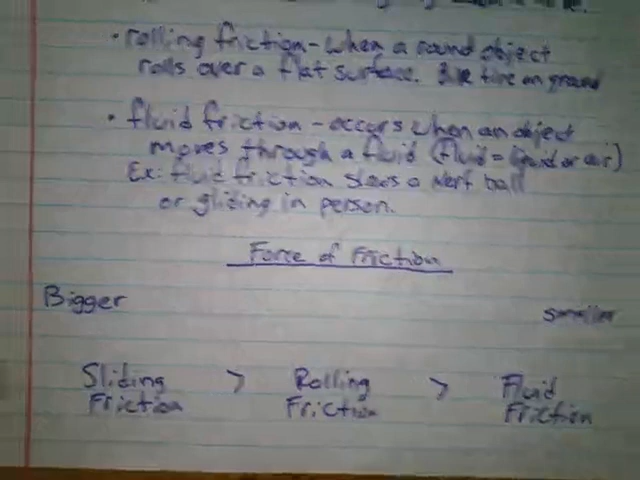 • rolling friction - when a round object
rolls over a flat surface. tire on ground
• fluid friction - occurs when an object
moves through a fluid (fluid = liquid or air)
Ex: fluid friction slows a nerf ball
or gliding in person.
Force of Friction
Bigger smaller
Sliding > Rolling > Fluid
Friction Friction Friction